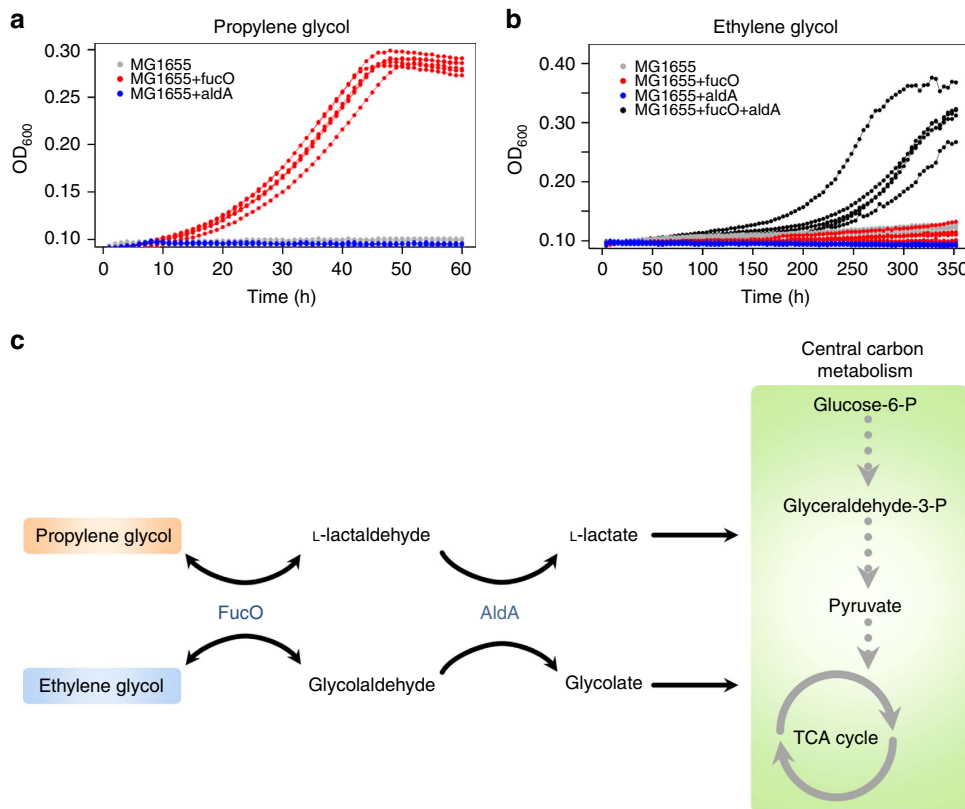 a
Propylene glycol
0.30
0.25
0.20
0.15
0.10
OD600
MG1655
MG1655+fucO
MG1655+aldA
0 10 20 30 40 50 60
Time (h)
b
Ethylene glycol
0.40
0.30
0.20
0.10
OD600
MG1655
MG1655+fucO
MG1655+aldA
MG1655+fucO+aldA
0 50 100 150 200 250 300 350
Time (h)
c
Central carbon
metabolism
Glucose-6-P
Glyceraldehyde-3-P
Pyruvate
TCA cycle
Propylene glycol
L-lactaldehyde
L-lactate
FucO
AldA
Ethylene glycol
Glycolaldehyde
Glycolate